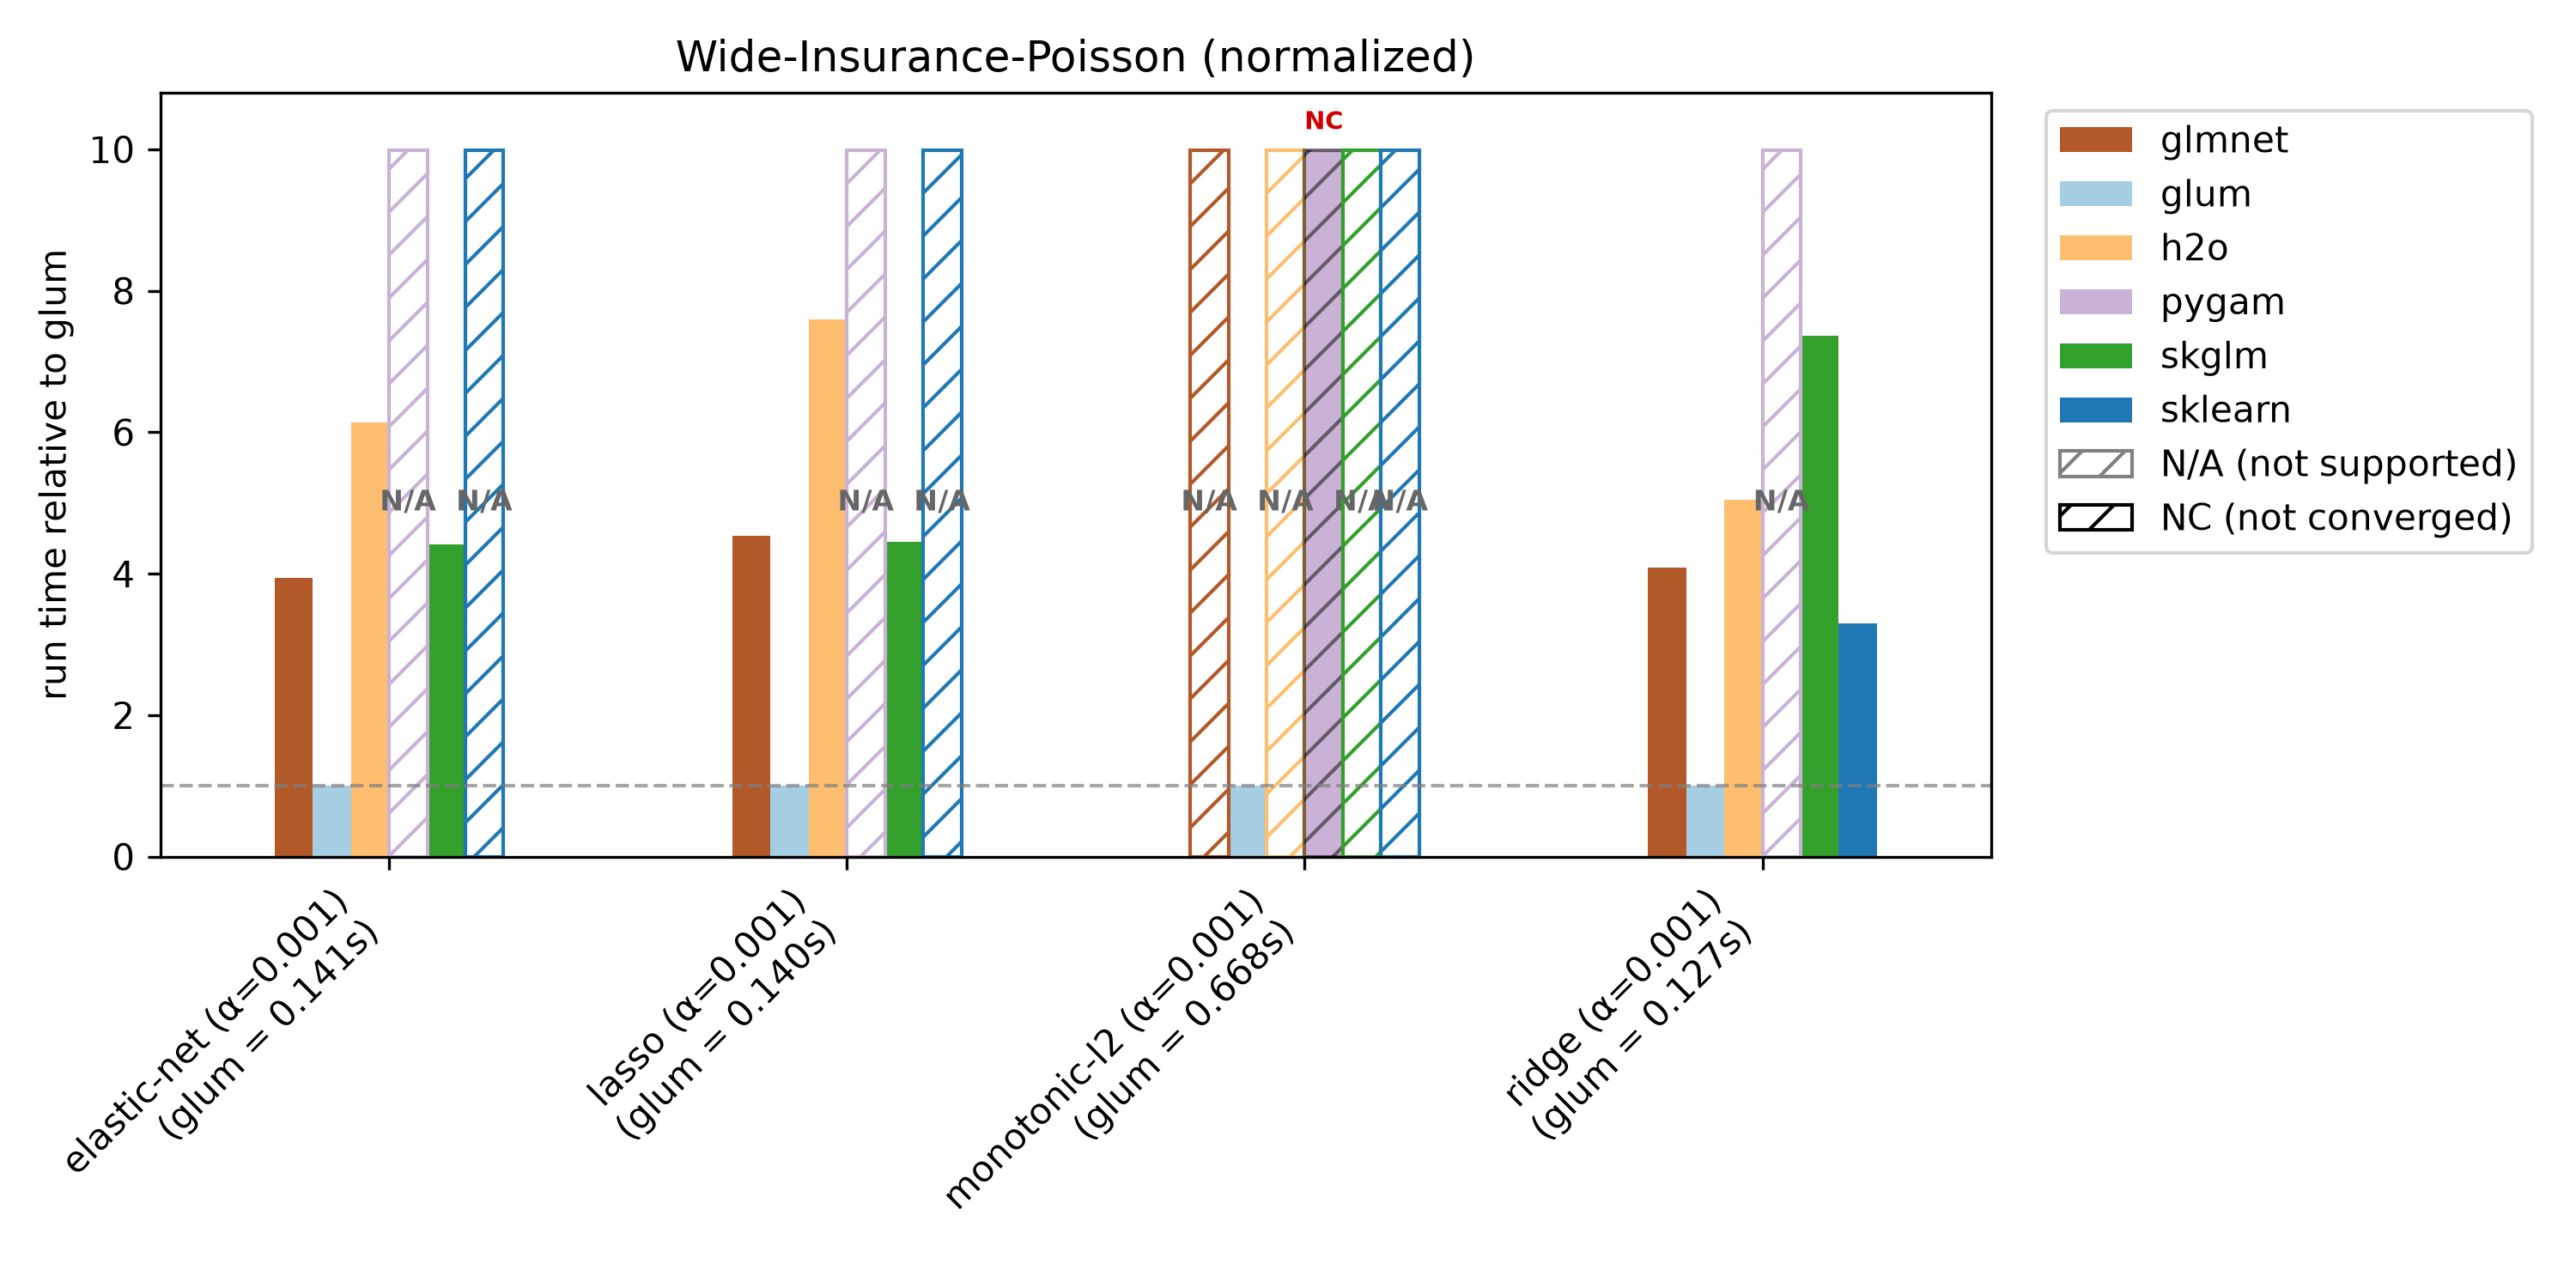 Wide-Insurance-Poisson (normalized)
run time relative to glum
10
8
6
4
2
0
NC
N/A
N/A
N/A
N/A
N/A
N/A
N/A
N/A
N/A
elastic-net (α=0.001)
(glum = 0.141s)
lasso (α=0.001)
(glum = 0.140s)
monotonic-l2 (α=0.001)
(glum = 0.668s)
ridge (α=0.001)
(glum = 0.127s)
glmnet
glum
h2o
pygam
skglm
sklearn
N/A (not supported)
NC (not converged)